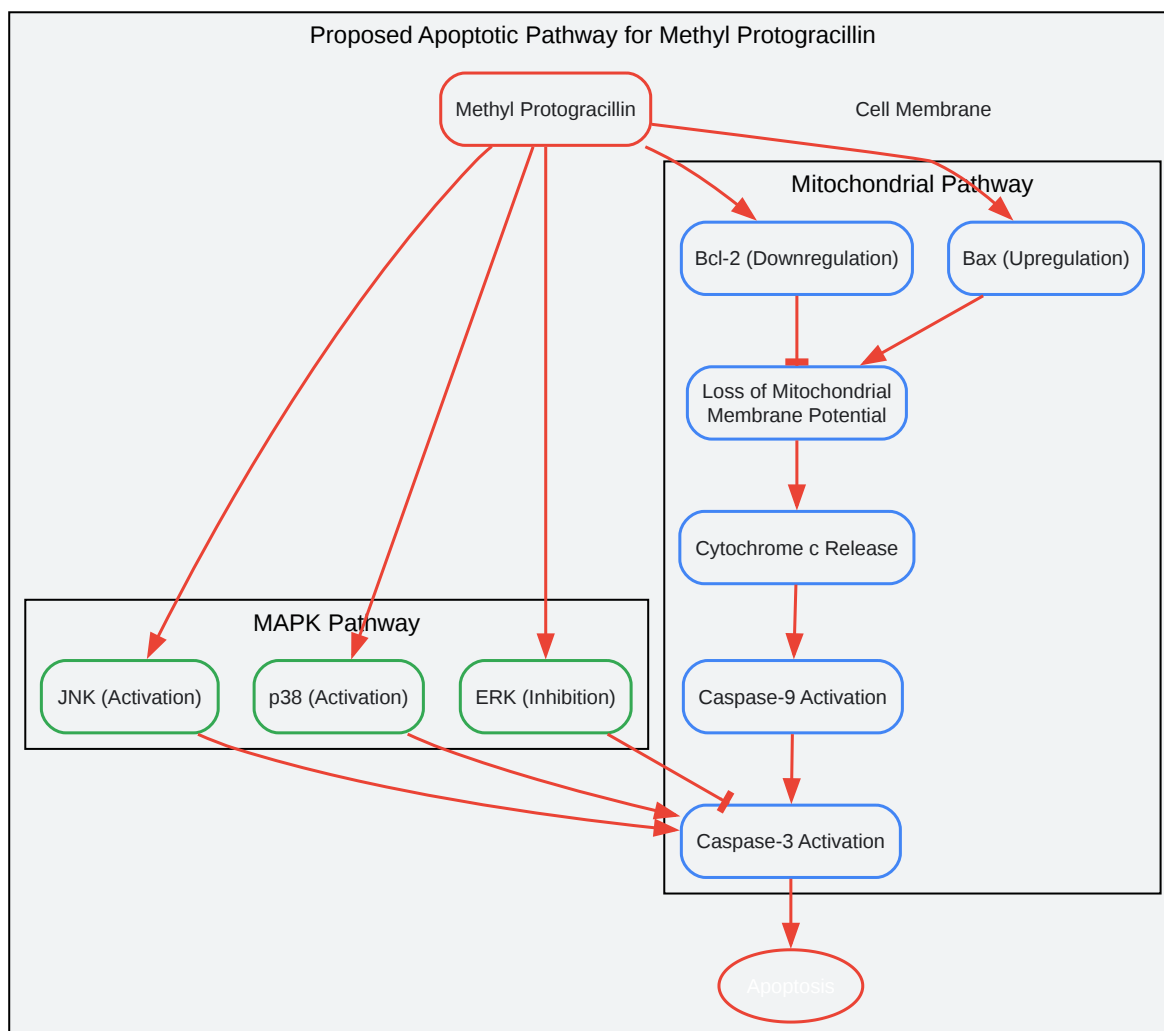 Proposed Apoptotic Pathway for Methyl Protogracillin
Methyl Protogracillin
Cell Membrane
Mitochondrial Pathway
Bcl-2 (Downregulation)
Bax (Upregulation)
Loss of Mitochondrial
Membrane Potential
Cytochrome c Release
MAPK Pathway
JNK (Activation)
p38 (Activation)
ERK (Inhibition)
Caspase-9 Activation
Caspase-3 Activation
Apoptosis